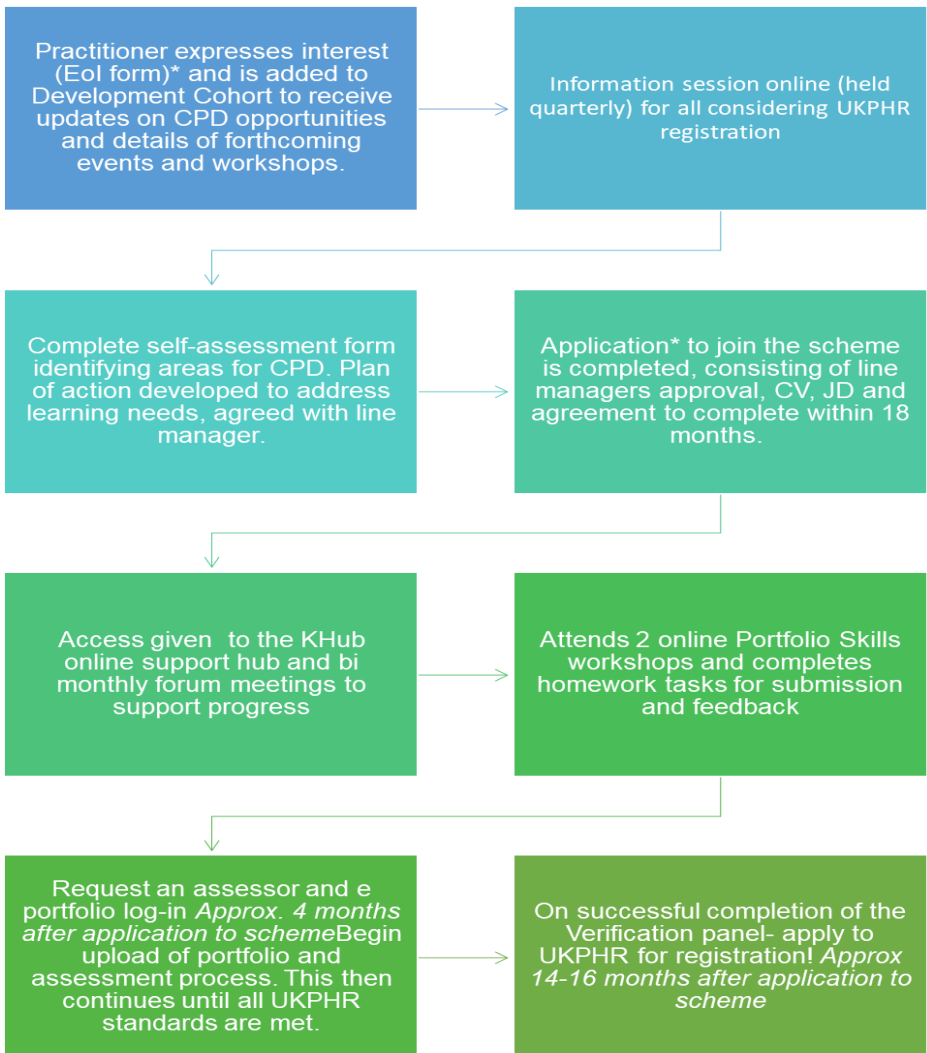 Practitioner expresses interest
(EoI form)* and is added to
Development Cohort to receive
updates on CPD opportunities
and details of forthcoming
events and workshops.
Information session online (held
quarterly) for all considering UKPHR
registration
Complete self-assessment form
identifying areas for CPD. Plan
of action developed to address
learning needs, agreed with line
manager.
Application* to join the scheme
is completed, consisting of line
managers approval, CV, JD and
agreement to complete within 18
months.
Access given  to the KHub
online support hub and bi
monthly forum meetings to
support progress
Attends 2 online Portfolio Skills
workshops and completes
homework tasks for submission
and feedback
Request an assessor and e
portfolio log-in Approx. 4 months
after application to schemeBegin
upload of portfolio and
assessment process. This then
continues until all UKPHR
standards are met.
On successful completion of the
Verification panel- apply to
UKPHR for registration! Approx
14-16 months after application to
scheme